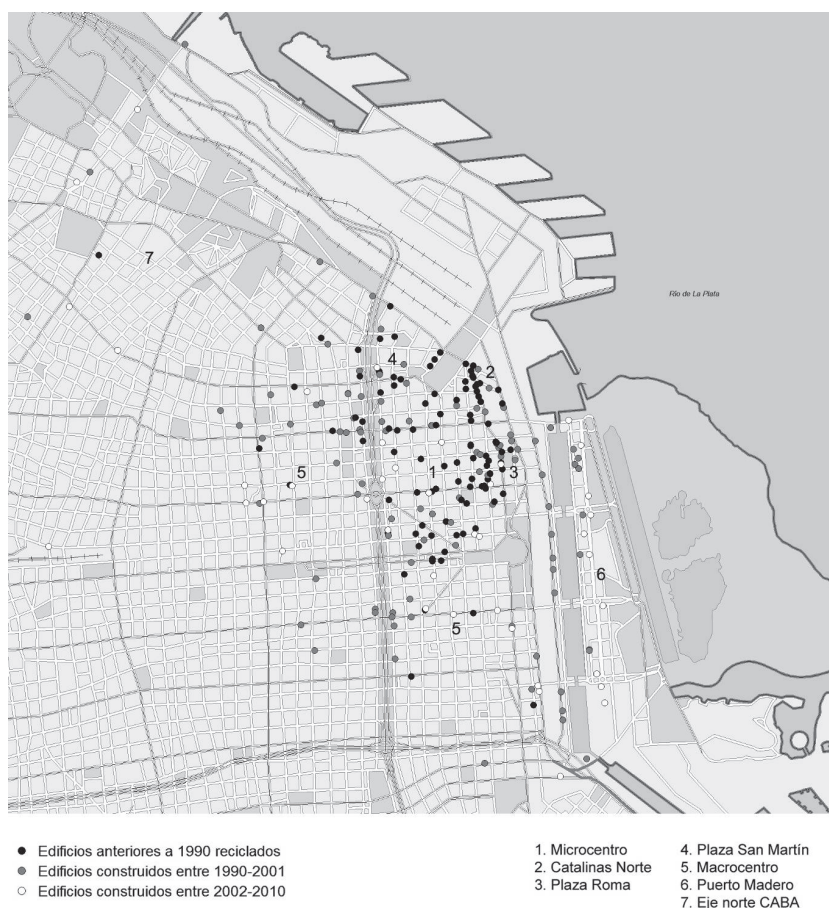 7
Río de La Plata
4
2
5
1
3
6
5
Edificios anteriores a 1990 reciclados
Edificios construidos entre 1990-2001
Edificios construidos entre 2002-2010
1. Microcentro
2. Catalinas Norte
3. Plaza Roma
4. Plaza San Martín
5. Macrocentro
6. Puerto Madero
7. Eje norte CABA